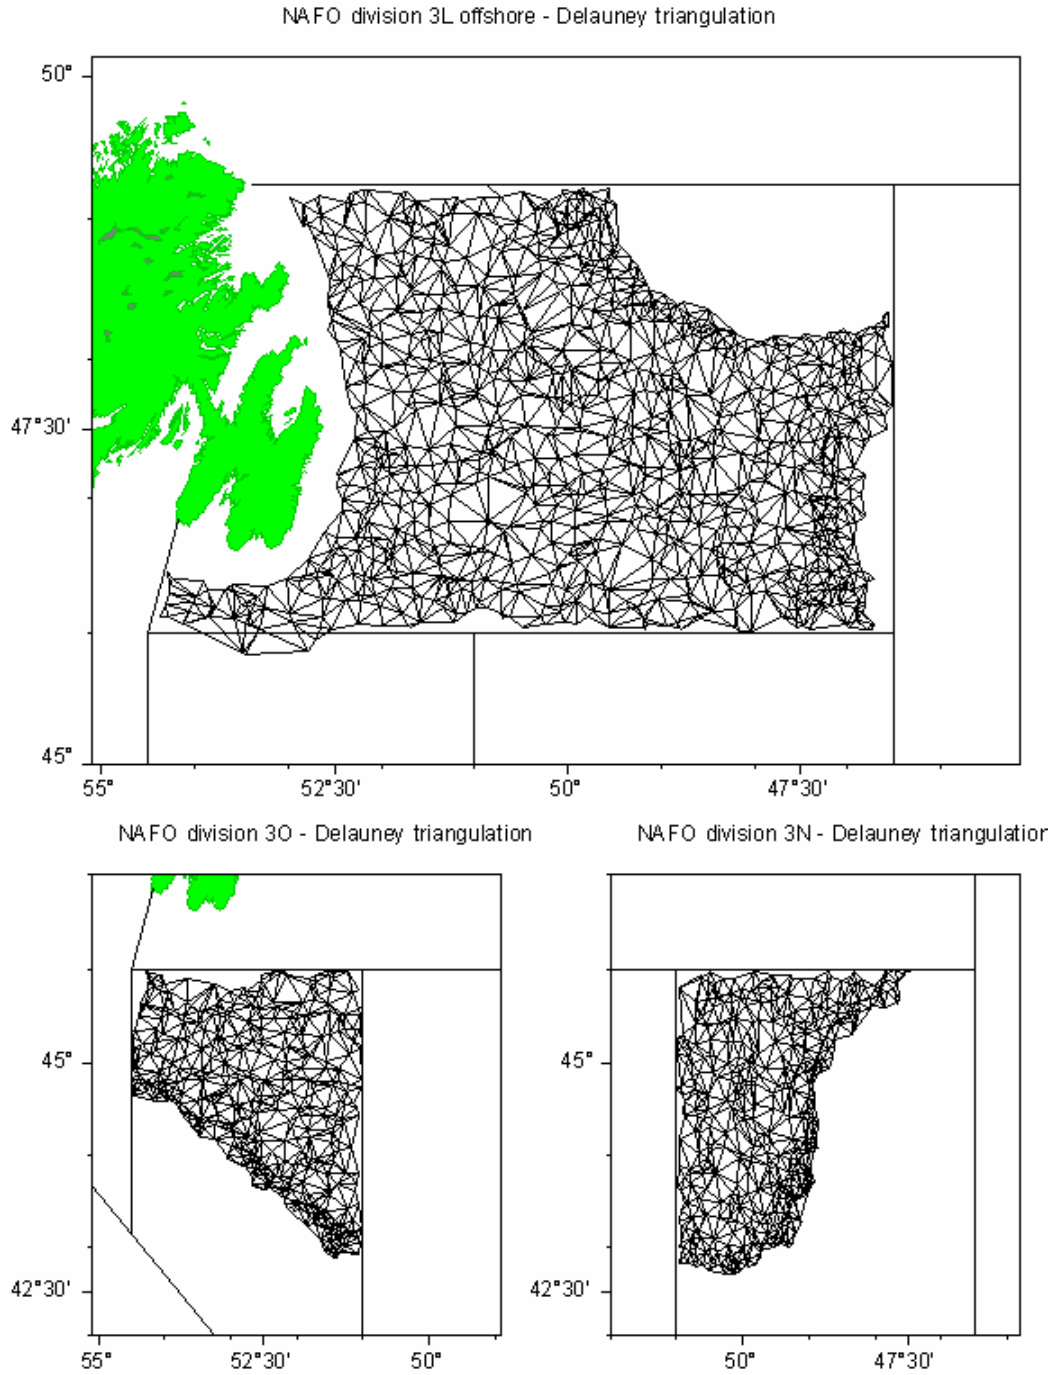 NAFO division 3L offshore - Delauney triangulation
50°
47°30'
45°
55° 52°30' 50° 47°30'
NAFO division 3O - Delauney triangulation
45°
42°30'
55° 52°30' 50°
NAFO division 3N - Delauney triangulation
45°
42°30'
50° 47°30'